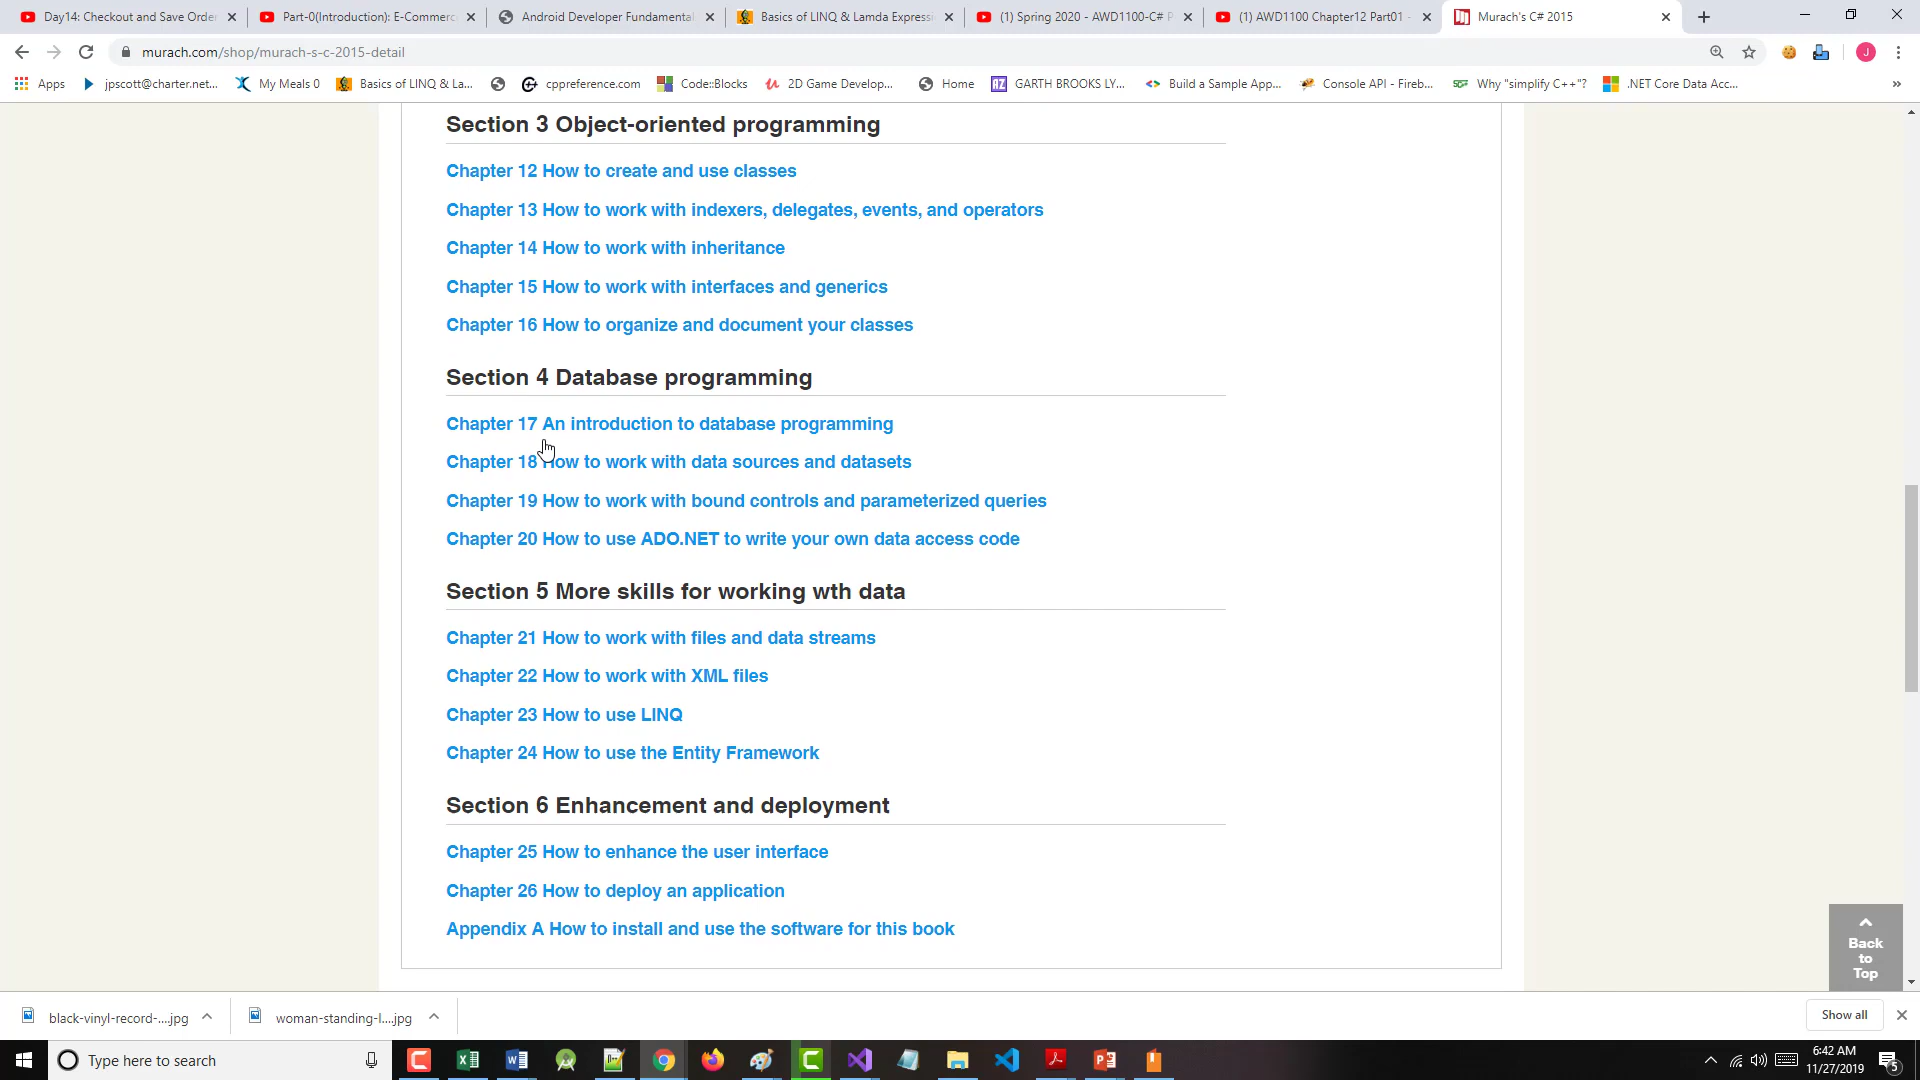 Day14: Checkout and Save Orde
Part-0(Introduction): E-Commerc
Android Developer Fundamental
Basics of LINQ & Lamda Expressi
(1) Spring 2020 - AWD1100-C# P
(1) AWD1100 Chapter12 Part01 -
Murach's C# 2015
murach.com/shop/murach-s-c-2015-detail
J
Apps
jpscott@charter.net...
My Meals 0
Basics of LINQ & La...
cppreference.com
Code::Blocks
2D Game Develop...
Home
AZ
GARTH BROOKS LY...
Build a Sample App...
Console API - Fireb...
Why "simplify C++"?
.NET Core Data Acc...
»
Section 3 Object-oriented programming
Chapter 12 How to create and use classes
Chapter 13 How to work with indexers, delegates, events, and operators
Chapter 14 How to work with inheritance
Chapter 15 How to work with interfaces and generics
Chapter 16 How to organize and document your classes
Section 4 Database programming
Chapter 17 An introduction to database programming
Chapter 18 How to work with data sources and datasets
Chapter 19 How to work with bound controls and parameterized queries
Chapter 20 How to use ADO.NET to write your own data access code
Section 5 More skills for working wth data
Chapter 21 How to work with files and data streams
Chapter 22 How to work with XML files
Chapter 23 How to use LINQ
Chapter 24 How to use the Entity Framework
Section 6 Enhancement and deployment
Chapter 25 How to enhance the user interface
Chapter 26 How to deploy an application
Appendix A How to install and use the software for this book
Back
to
Top
black-vinyl-record-....jpg
woman-standing-l....jpg
Show all
Type here to search
6:42 AM
11/27/2019
5